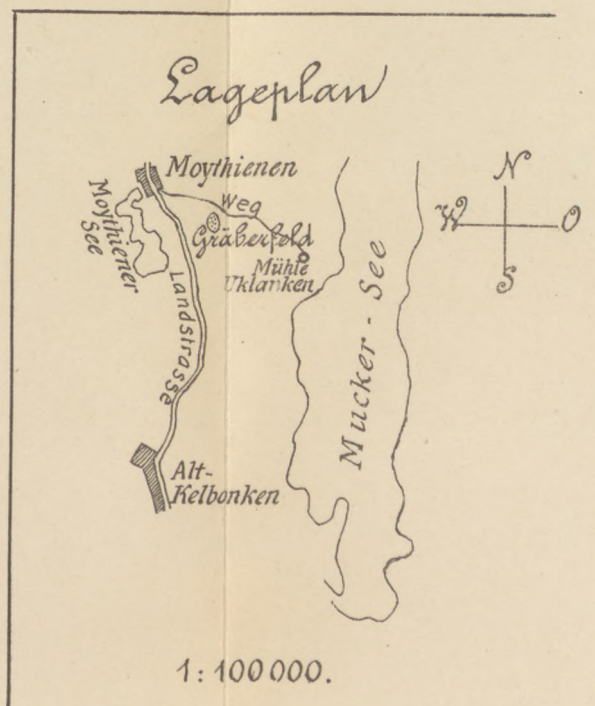 Lageplan
Moythienen
Weg
Moythiener
See
Gräberfeld
Mühle
Uklanken
Landstrasse
Mucker-See
N
W
O
S
Alt-
Kelbonken
1:100000.